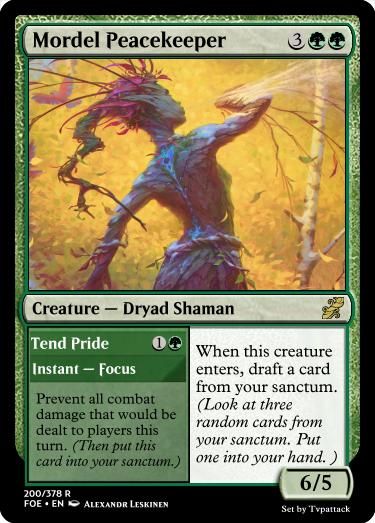 Mordel Peacekeeper 3
Creature — Dryad Shaman
Tend Pride 1
Instant — Focus
Prevent all combat
damage that would be
dealt to players this
turn. (Then put this
card into your sanctum.)
When this creature
enters, draft a card
from your sanctum.
(Look at three
random cards from
your sanctum. Put
one into your hand. )
6/5
200/378 R
FOE • EN Alexandr Leskinen
Set by Tvpattack